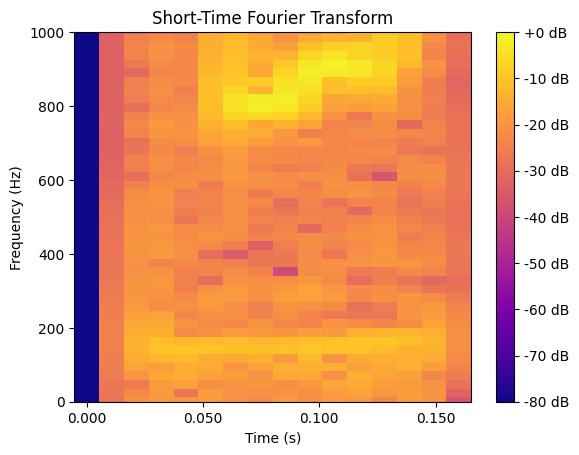 Short-Time Fourier Transform
1000
800
600
400
200
0
Frequency (Hz)
0.000
0.050
0.100
0.150
Time (s)
+0 dB
-10 dB
-20 dB
-30 dB
-40 dB
-50 dB
-60 dB
-70 dB
-80 dB